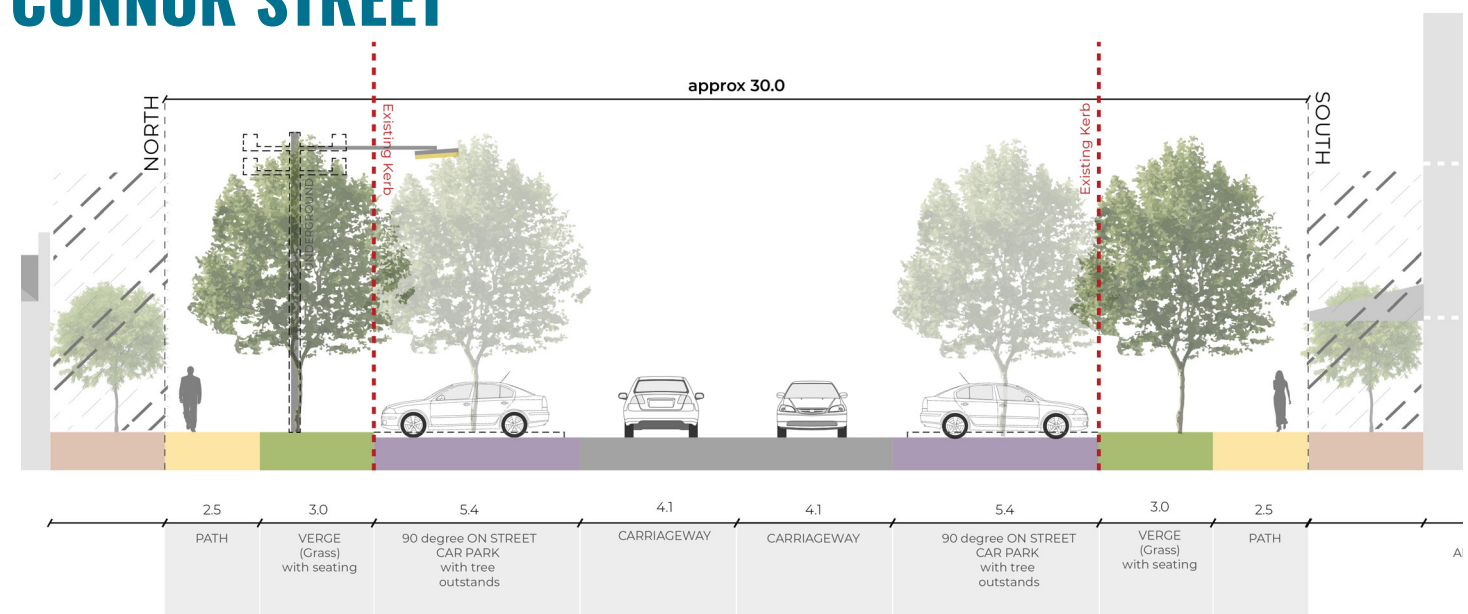 CONNOR STREET
approx 30.0
NORTH
SOUTH
Existing Kerb
Existing Kerb
UNDERGROUND
2.5
3.0
5.4
4.1
4.1
5.4
3.0
2.5
PATH
VERGE
(Grass)
with seating
90 degree ON STREET
CAR PARK
with tree
outstands
CARRIAGEWAY
CARRIAGEWAY
90 degree ON STREET
CAR PARK
with tree
outstands
VERGE
(Grass)
with seating
PATH